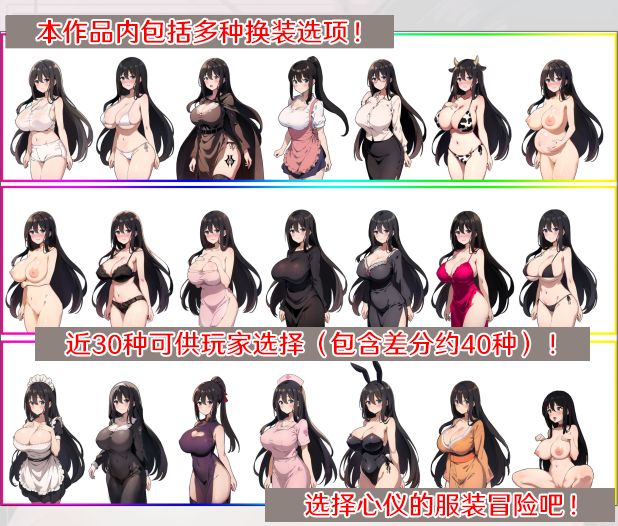 本作品内包括多种换装选项！
近30种可供玩家选择（包含差分约40种）！
选择心仪的服装冒险吧！